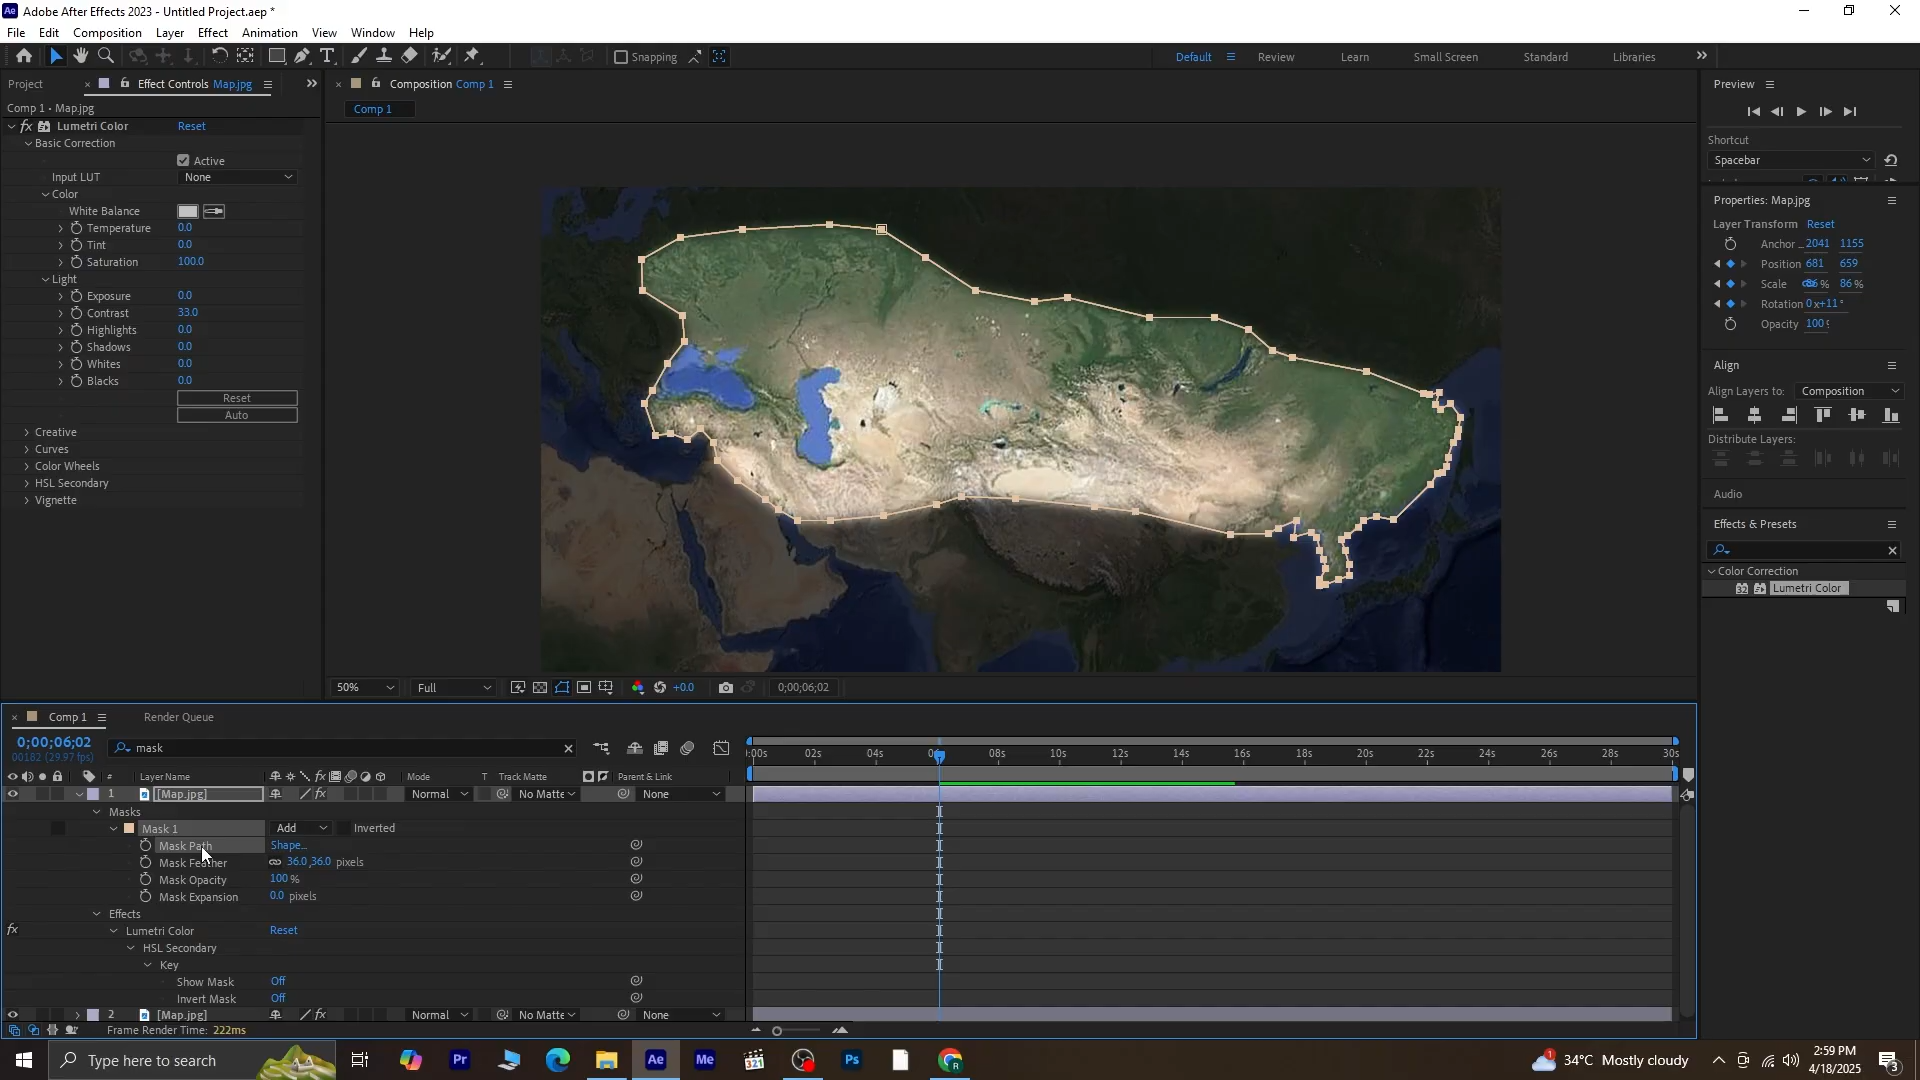 Adobe After Effects 2023 - Untitled Project.aep *
File Edit Composition Layer Effect Animation View Window Help
Snapping
Default Review Learn Small Screen Standard Libraries
Project Effect Controls Map.jpg
Composition Comp 1
Preview
Comp 1 • Map.jpg
Comp 1
Lumetri Color Reset
Basic Correction
Active
Input LUT None
Color
White Balance
Temperature 0.0
Tint 0.0
Saturation 100.0
Light
Exposure 0.0
Contrast 33.0
Highlights 0.0
Shadows 0.0
Whites 0.0
Blacks 0.0
Reset
Auto
Creative
Curves
Color Wheels
HSL Secondary
Vignette
Shortcut
Spacebar
Properties: Map.jpg
Layer Transform Reset
Anchor ... 2041 1155
Position 681 659
Scale 86 % 86 %
Rotation 0 x+11 °
Opacity 100
Align
Align Layers to: Composition
Distribute Layers:
Audio
Effects & Presets
Color Correction
32 Lumetri Color
50% Full +0.0 0;00;06;02
Comp 1 Render Queue
0;00;06;02
00182 (29.97 fps)
mask
:00s 02s 04s 08s 10s 12s 14s 16s 18s 20s 22s 24s 26s 28s 30s
# Layer Name Mode T Track Matte Parent & Link
1 [Map.jpg] Normal No Matte None
Masks
Mask 1 Add Inverted
Mask Path Shape...
Mask Feather 36.0,36.0 pixels
Mask Opacity 100 %
Mask Expansion 0.0 pixels
Effects
fx Lumetri Color Reset
HSL Secondary
Key
Show Mask Off
Invert Mask Off
2 [Map.jpg] Normal No Matte None
Frame Render Time: 222ms
Type here to search
34°C Mostly cloudy
2:59 PM
4/18/2025